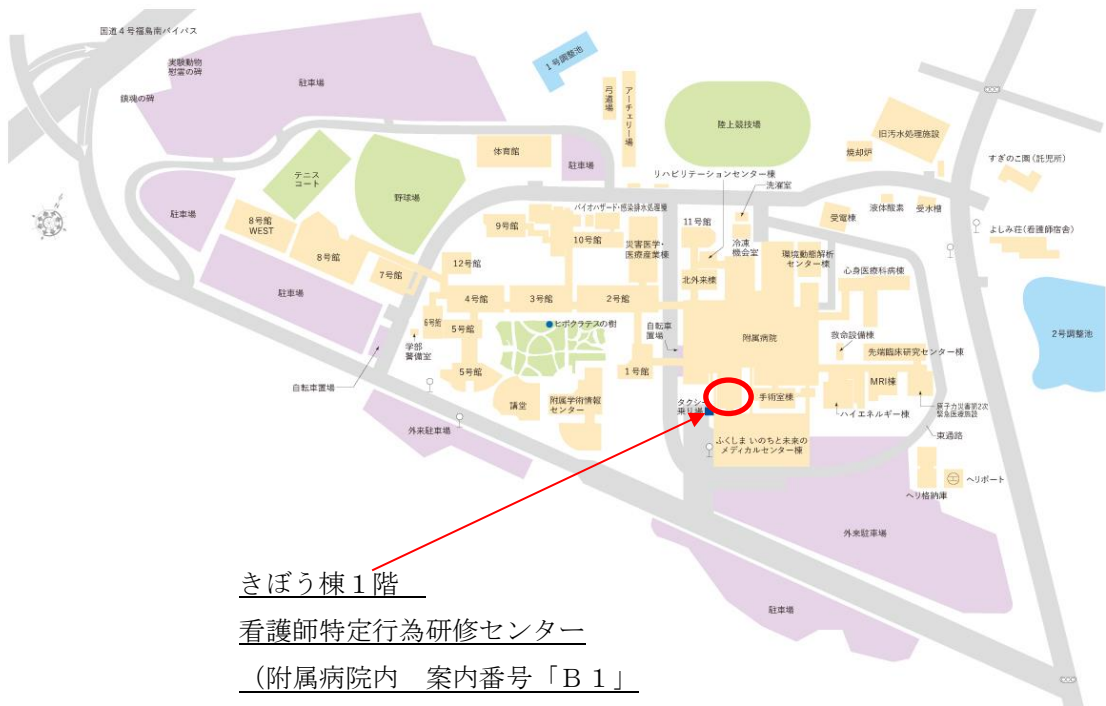 国道4号福島南バイパス
実験動物
慰霊の碑
鎮魂の碑
駐車場
1号調整池
弓道場
アーチェリー場
陸上競技場
旧汚水処理施設
焼却炉
すぎのこ園(託児所)
体育館
駐車場
リハビリテーションセンター棟
洗濯室
テニス
コート
野球場
駐車場
8号館
WEST
8号館
7号館
9号館
バイオハザード・感染排水処理棟
10号館
災害医学・
医療産業棟
11号館
冷凍
機会室
受電棟
液体酸素
受水槽
よしみ荘(看護師宿舎)
環境動態解析
センター棟
心身医療科病棟
12号館
北外来棟
駐車場
4号館
3号館
2号館
6号館
5号館
ヒポクラテスの樹
自転車
置場
附属病院
救命設備棟
先端臨床研究センター棟
2号調整池
学部
警備室
5号館
1号館
MRI棟
自転車置場
講堂
附属学術情報
センター
タクシー
乗り場
手術室棟
ハイエネルギー棟
原子力災害第2次
緊急医療施設
外来駐車場
ふくしま いのちと未来の
メディカルセンター棟
東通路
ヘリポート
ヘリ格納庫
外来駐車場
駐車場
きぼう棟1階
看護師特定行為研修センター
（附属病院内　案内番号「B1」